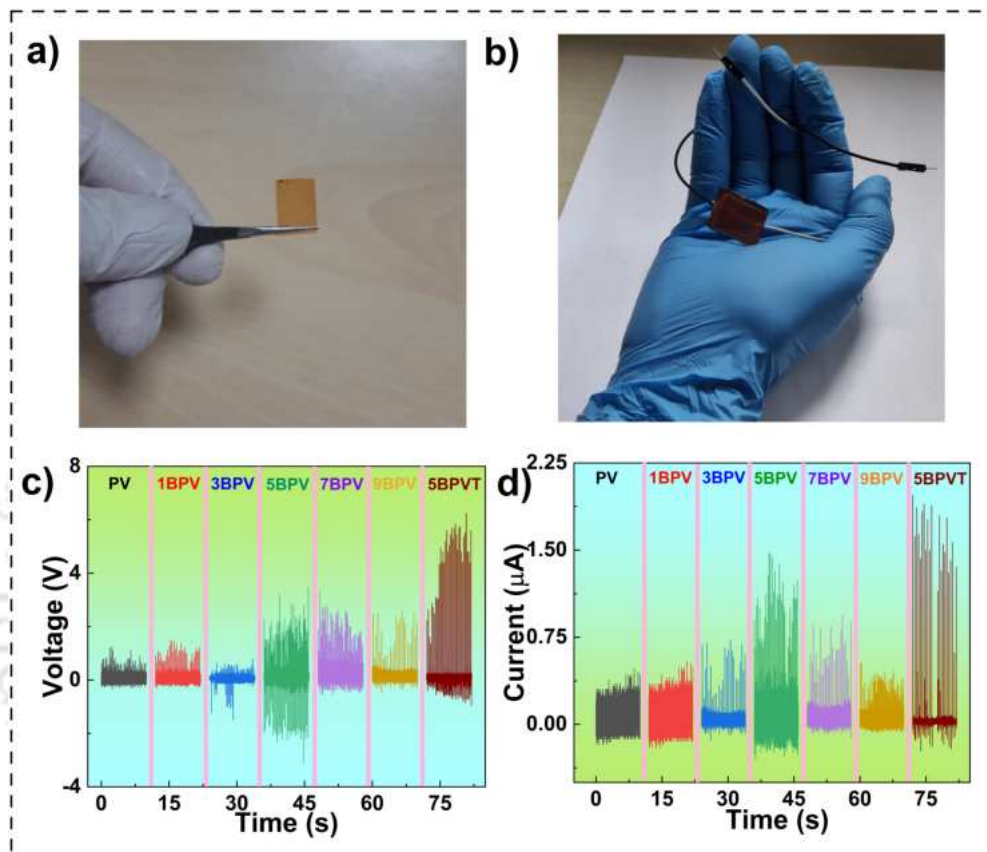 a)
b)
c)
PV 1BPV 3BPV 5BPV 7BPV 9BPV 5BPVT
8
4
0
-4
Voltage (V)
0 15 30 45 60 75
Time (s)
d)
PV 1BPV 3BPV 5BPV 7BPV 9BPV 5BPVT
2.25
1.50
0.75
0.00
Current (μA)
0 15 30 45 60 75
Time (s)